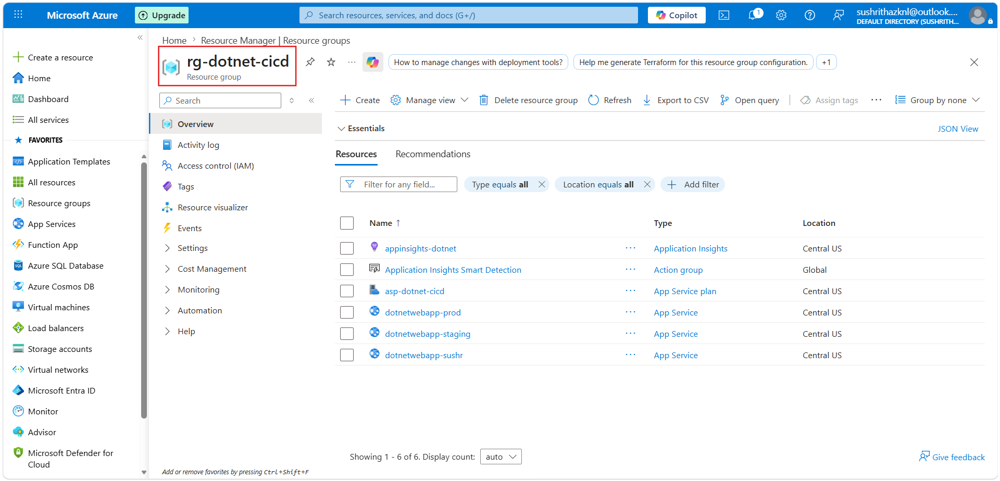 Microsoft Azure
Upgrade
Search resources, services, and docs (G+/)
Copilot
1
sushrithazknl@outlook....
DEFAULT DIRECTORY (SUSHRITH...
Create a resource
Home
Dashboard
All services
FAVORITES
Application Templates
All resources
Resource groups
App Services
Function App
Azure SQL Database
Azure Cosmos DB
Virtual machines
Load balancers
Storage accounts
Virtual networks
Microsoft Entra ID
Monitor
Advisor
Microsoft Defender for
Cloud
Home > Resource Manager | Resource groups
rg-dotnet-cicd
Resource group
How to manage changes with deployment tools?
Help me generate Terraform for this resource group configuration.
+1
Search
Overview
Activity log
Access control (IAM)
Tags
Resource visualizer
Events
Settings
Cost Management
Monitoring
Automation
Help
Add or remove favorites by pressing Ctrl+Shift+F
Create Manage view Delete resource group Refresh Export to CSV Open query | Assign tags ... Group by none
Essentials
JSON View
Resources Recommendations
Filter for any field... Type equals all Location equals all Add filter
Name ↑ Type Location
appinsights-dotnet ... Application Insights Central US
Application Insights Smart Detection ... Action group Global
asp-dotnet-cicd ... App Service plan Central US
dotnetwebapp-prod ... App Service Central US
dotnetwebapp-staging ... App Service Central US
dotnetwebapp-sushr ... App Service Central US
Showing 1 - 6 of 6. Display count: auto
Give feedback